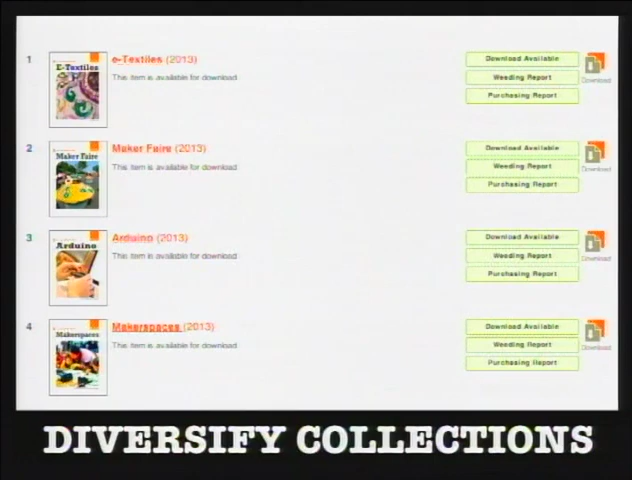 1
E-Textiles
e-Textiles (2013)
This item is available for download
Download Available
Weeding Report
Purchasing Report
Download
2
Maker Faire
Maker Faire (2013)
This item is available for download
Download Available
Weeding Report
Purchasing Report
Download
3
Arduino
Arduino (2013)
This item is available for download
Download Available
Weeding Report
Purchasing Report
Download
4
Makerspaces
Makerspaces (2013)
This item is available for download
Download Available
Weeding Report
Purchasing Report
Download
DIVERSIFY COLLECTIONS